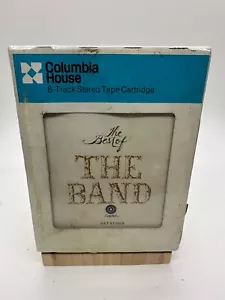 Columbia
House
8-Track Stereo Tape Cartridge
The
Best of
THE
BAND